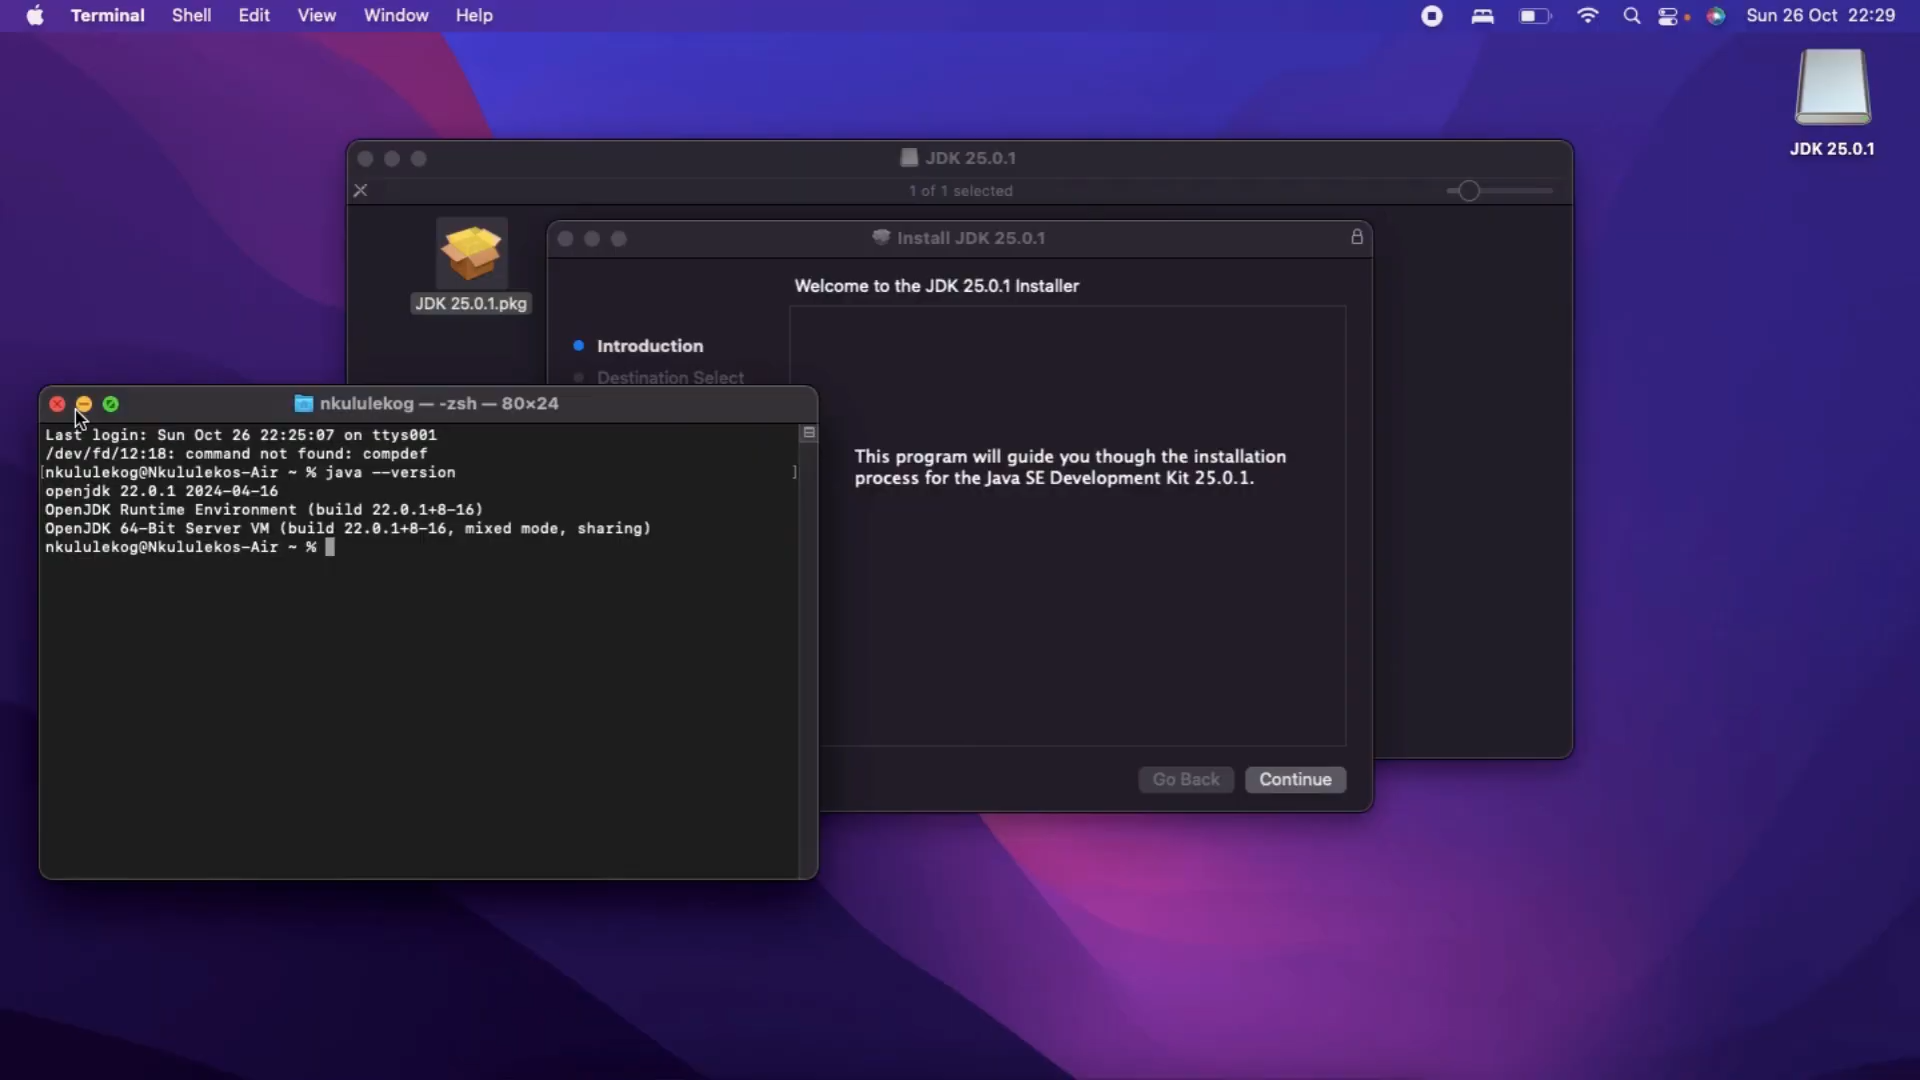 Terminal Shell Edit View Window Help Sun 26 Oct 22:29
JDK 25.0.1
JDK 25.0.1
1 of 1 selected
JDK 25.0.1.pkg
Install JDK 25.0.1
Welcome to the JDK 25.0.1 Installer
Introduction
Destination Select
This program will guide you though the installation
process for the Java SE Development Kit 25.0.1.
Go Back Continue
nkululekog — -zsh — 80×24
Last login: Sun Oct 26 22:25:07 on ttys001
/dev/fd/12:18: command not found: compdef
[nkululekog@Nkululekos-Air ~ % java --version ]
openjdk 22.0.1 2024-04-16
OpenJDK Runtime Environment (build 22.0.1+8-16)
OpenJDK 64-Bit Server VM (build 22.0.1+8-16, mixed mode, sharing)
nkululekog@Nkululekos-Air ~ %